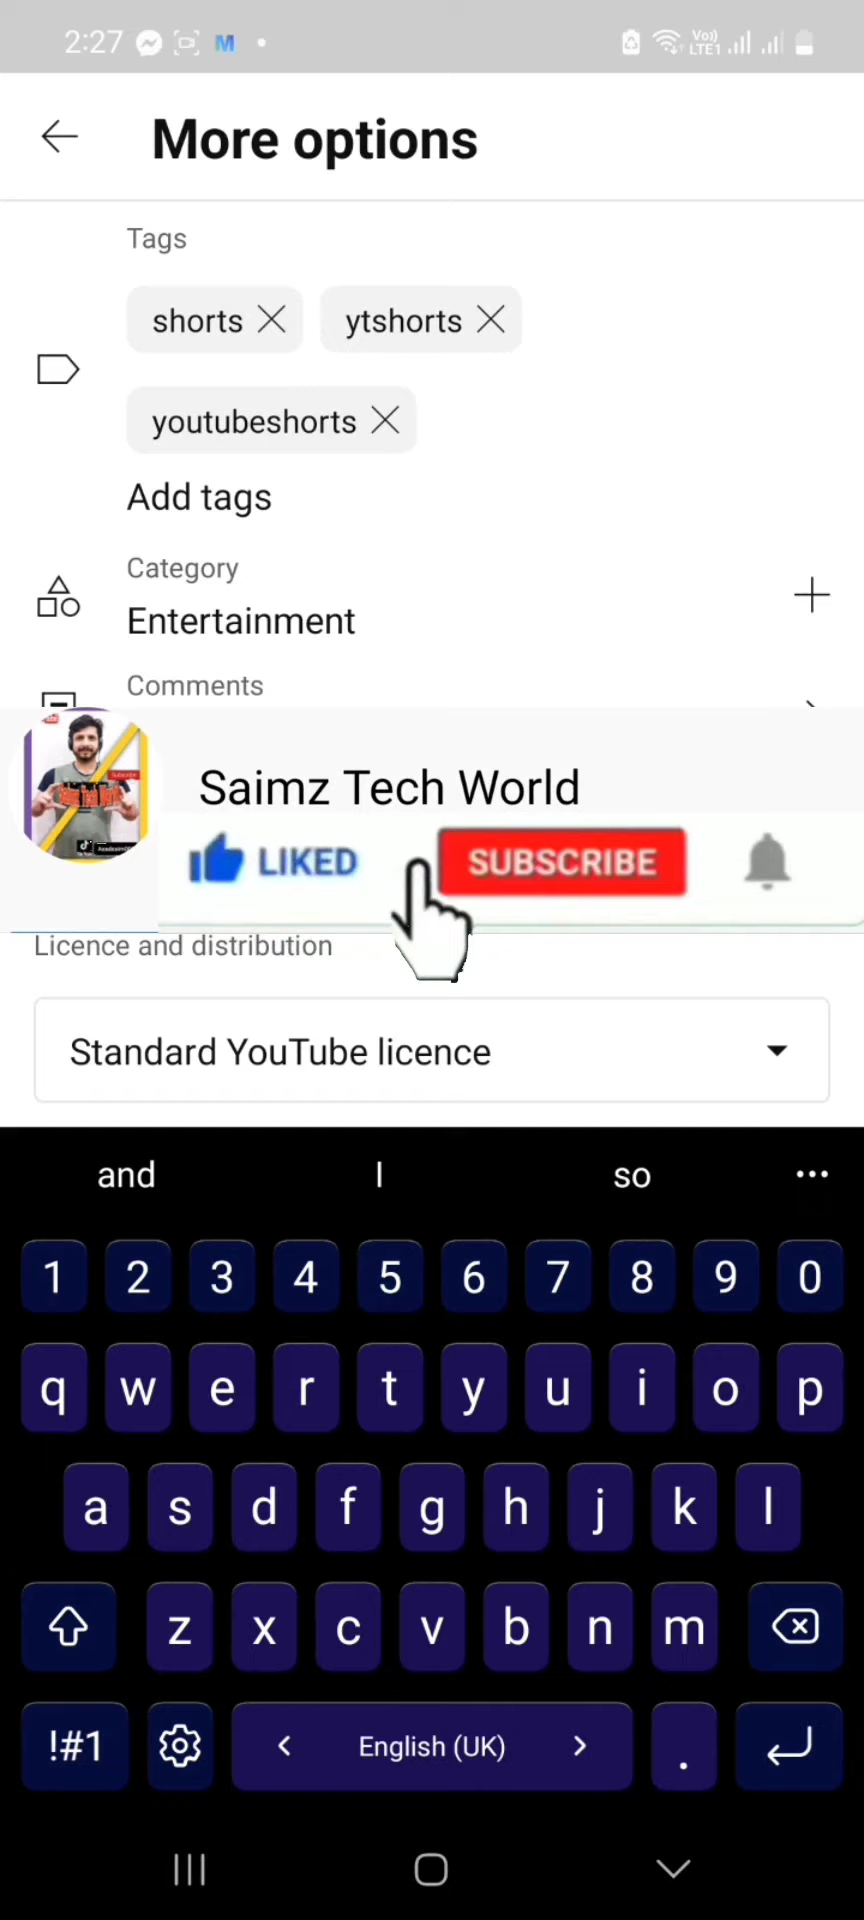 2:27
Vo))
LTE1
More options
Tags
shorts
ytshorts
youtubeshorts
Add tags
Category
Entertainment
Comments
Saimz Tech World
LIKED
SUBSCRIBE
Licence and distribution
Standard YouTube licence
and I so
1 2 3 4 5 6 7 8 9 0
q w e r t y u i o p
a s d f g h j k l
z x c v b n m
!#1 English (UK) .